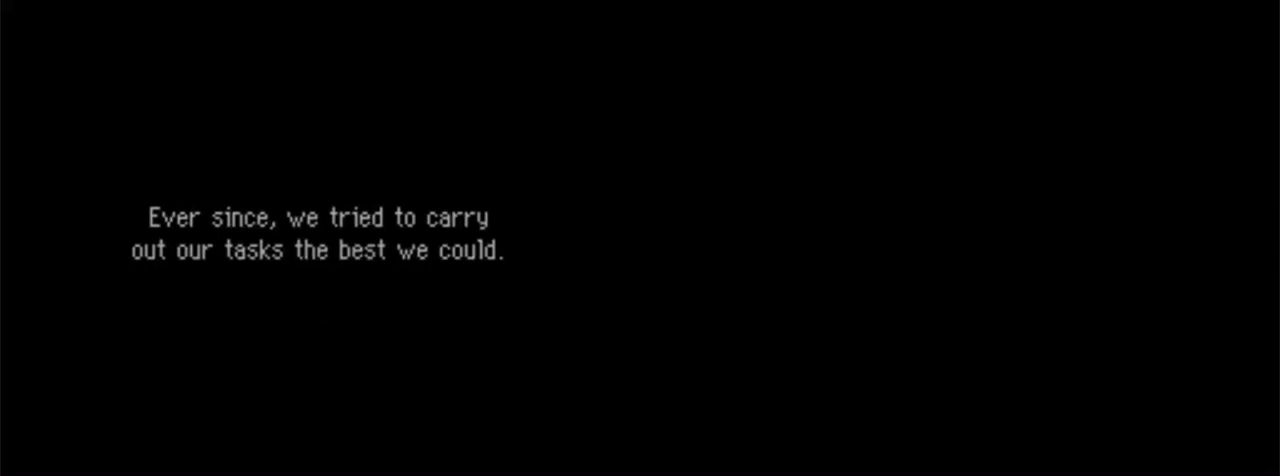 Ever since, we tried to carry
out our tasks the best we could.